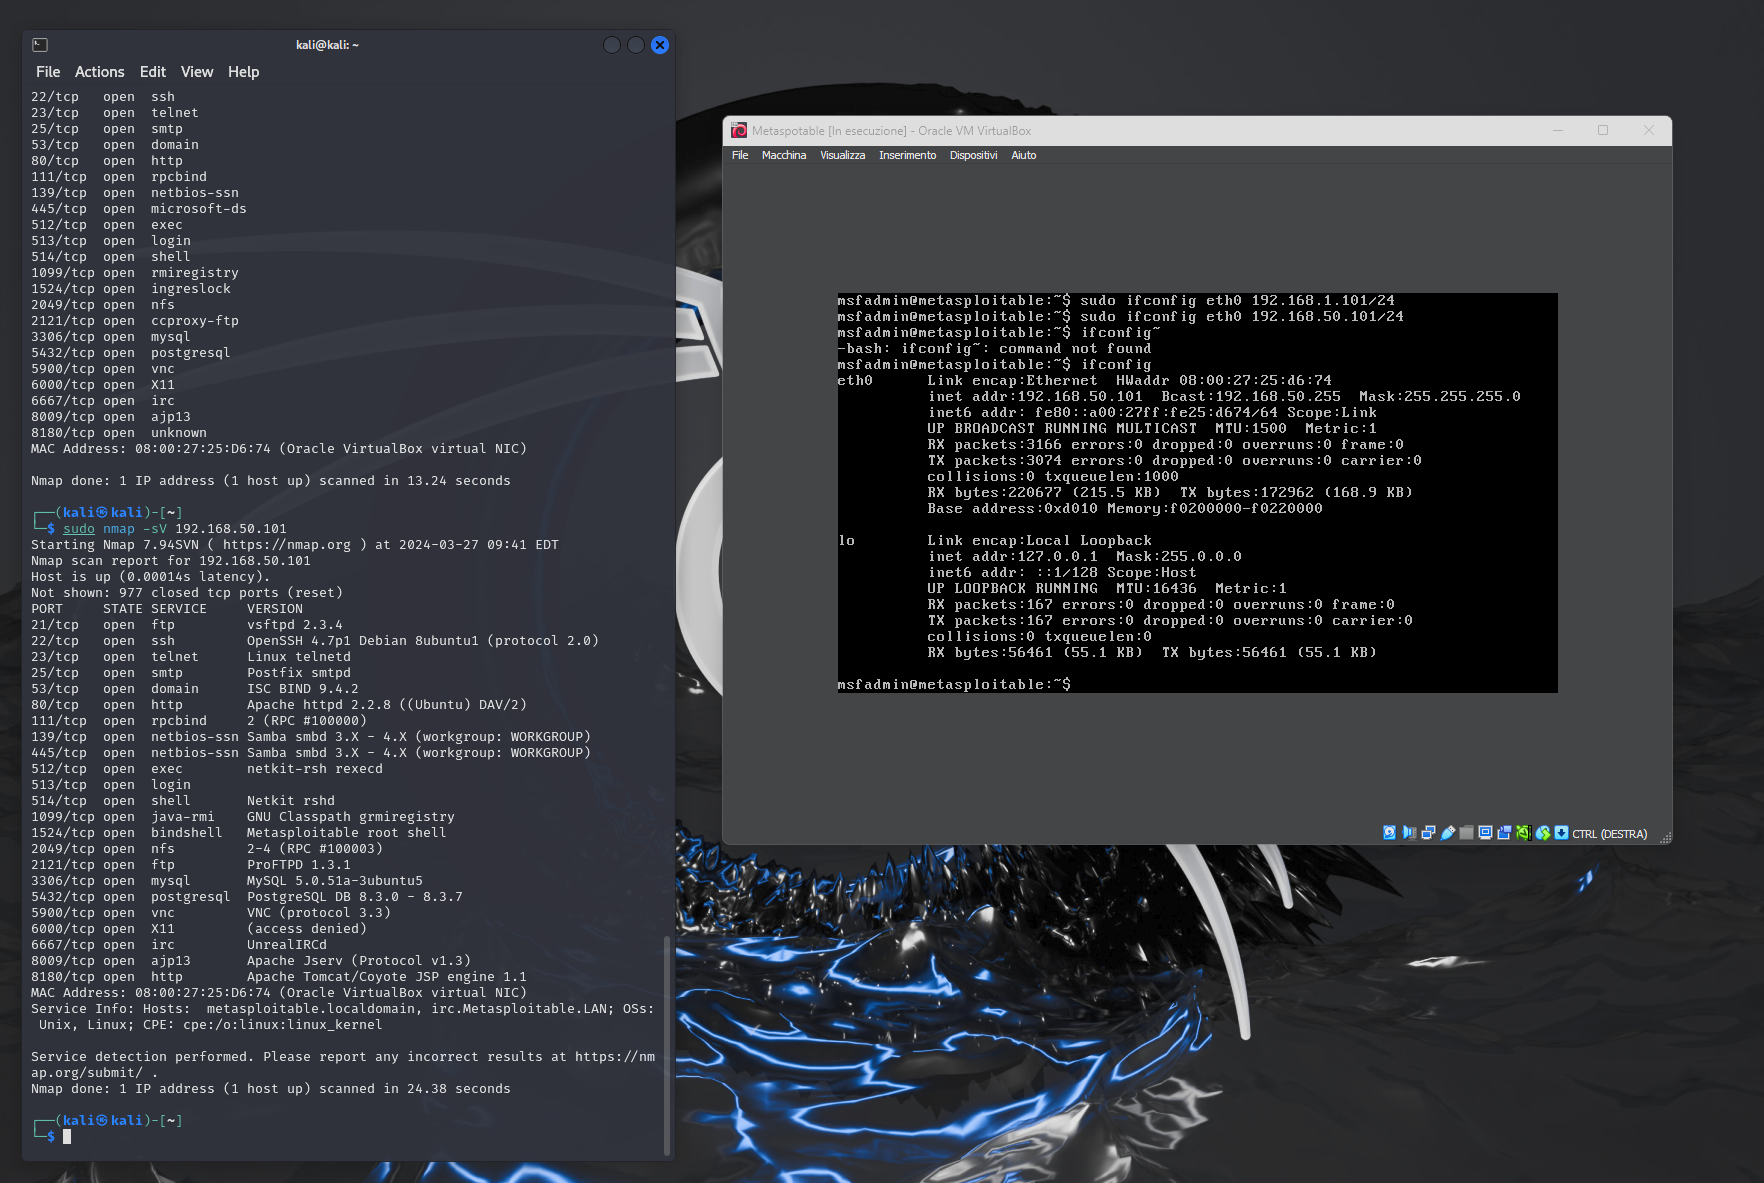 kali@kali: ~
File Actions Edit View Help
22/tcp   open  ssh
23/tcp   open  telnet
25/tcp   open  smtp
53/tcp   open  domain
80/tcp   open  http
111/tcp  open  rpcbind
139/tcp  open  netbios-ssn
445/tcp  open  microsoft-ds
512/tcp  open  exec
513/tcp  open  login
514/tcp  open  shell
1099/tcp open  rmiregistry
1524/tcp open  ingreslock
2049/tcp open  nfs
2121/tcp open  ccproxy-ftp
3306/tcp open  mysql
5432/tcp open  postgresql
5900/tcp open  vnc
6000/tcp open  X11
6667/tcp open  irc
8009/tcp open  ajp13
8180/tcp open  unknown
MAC Address: 08:00:27:25:D6:74 (Oracle VirtualBox virtual NIC)
Nmap done: 1 IP address (1 host up) scanned in 13.24 seconds
┌──(kali㉿kali)-[~]
└─$ sudo nmap -sV 192.168.50.101
Starting Nmap 7.94SVN ( https://nmap.org ) at 2024-03-27 09:41 EDT
Nmap scan report for 192.168.50.101
Host is up (0.00014s latency).
Not shown: 977 closed tcp ports (reset)
PORT     STATE SERVICE     VERSION
21/tcp   open  ftp         vsftpd 2.3.4
22/tcp   open  ssh         OpenSSH 4.7p1 Debian 8ubuntu1 (protocol 2.0)
23/tcp   open  telnet      Linux telnetd
25/tcp   open  smtp        Postfix smtpd
53/tcp   open  domain      ISC BIND 9.4.2
80/tcp   open  http        Apache httpd 2.2.8 ((Ubuntu) DAV/2)
111/tcp  open  rpcbind     2 (RPC #100000)
139/tcp  open  netbios-ssn Samba smbd 3.X - 4.X (workgroup: WORKGROUP)
445/tcp  open  netbios-ssn Samba smbd 3.X - 4.X (workgroup: WORKGROUP)
512/tcp  open  exec        netkit-rsh rexecd
513/tcp  open  login
514/tcp  open  shell       Netkit rshd
1099/tcp open  java-rmi    GNU Classpath grmiregistry
1524/tcp open  bindshell   Metasploitable root shell
2049/tcp open  nfs         2-4 (RPC #100003)
2121/tcp open  ftp         ProFTPD 1.3.1
3306/tcp open  mysql       MySQL 5.0.51a-3ubuntu5
5432/tcp open  postgresql  PostgreSQL DB 8.3.0 - 8.3.7
5900/tcp open  vnc         VNC (protocol 3.3)
6000/tcp open  X11         (access denied)
6667/tcp open  irc         UnrealIRCd
8009/tcp open  ajp13       Apache Jserv (Protocol v1.3)
8180/tcp open  http        Apache Tomcat/Coyote JSP engine 1.1
MAC Address: 08:00:27:25:D6:74 (Oracle VirtualBox virtual NIC)
Service Info: Hosts:  metasploitable.localdomain, irc.Metasploitable.LAN; OSs:
 Unix, Linux; CPE: cpe:/o:linux:linux_kernel
Service detection performed. Please report any incorrect results at https://nm
ap.org/submit/ .
Nmap done: 1 IP address (1 host up) scanned in 24.38 seconds
┌──(kali㉿kali)-[~]
└─$
Metaspotable [In esecuzione] - Oracle VM VirtualBox
File Macchina Visualizza Inserimento Dispositivi Aiuto
msfadmin@metasploitable:~$ sudo ifconfig eth0 192.168.1.101/24
msfadmin@metasploitable:~$ sudo ifconfig eth0 192.168.50.101/24
msfadmin@metasploitable:~$ ifconfig~
-bash: ifconfig~: command not found
msfadmin@metasploitable:~$ ifconfig
eth0      Link encap:Ethernet  HWaddr 08:00:27:25:d6:74
          inet addr:192.168.50.101  Bcast:192.168.50.255  Mask:255.255.255.0
          inet6 addr: fe80::a00:27ff:fe25:d674/64 Scope:Link
          UP BROADCAST RUNNING MULTICAST  MTU:1500  Metric:1
          RX packets:3166 errors:0 dropped:0 overruns:0 frame:0
          TX packets:3074 errors:0 dropped:0 overruns:0 carrier:0
          collisions:0 txqueuelen:1000
          RX bytes:220677 (215.5 KB)  TX bytes:172962 (168.9 KB)
          Base address:0xd010 Memory:f0200000-f0220000
lo        Link encap:Local Loopback
          inet addr:127.0.0.1  Mask:255.0.0.0
          inet6 addr: ::1/128 Scope:Host
          UP LOOPBACK RUNNING  MTU:16436  Metric:1
          RX packets:167 errors:0 dropped:0 overruns:0 frame:0
          TX packets:167 errors:0 dropped:0 overruns:0 carrier:0
          collisions:0 txqueuelen:0
          RX bytes:56461 (55.1 KB)  TX bytes:56461 (55.1 KB)
msfadmin@metasploitable:~$
CTRL (DESTRA)